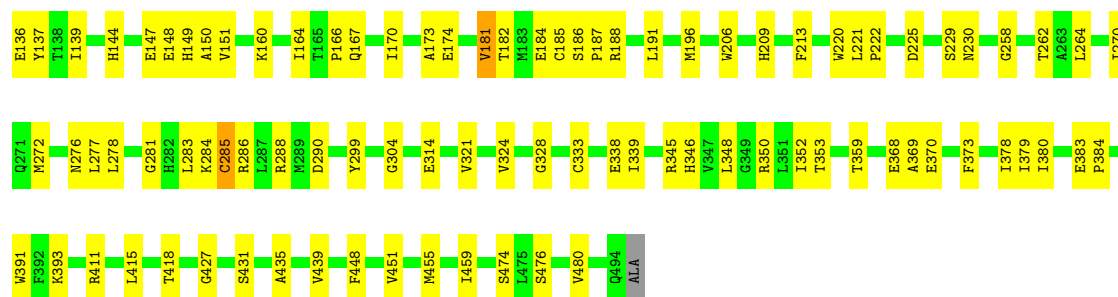 E136 Y137 T138 I139 H144 E147 E148 H149 A150 V151 K160 I164 T165 P166 Q167 I170 A173 E174 V181 T182 M183 E184 C185 S186 P187 R188 L191 M196 W206 H209 F213 W220 L221 P222 D225 S229 N230 G258 T262 A263 L264
Q271 M272 N276 L277 L278 G281 H282 L283 K284 C285 R286 L287 R288 M289 D290 Y299 G304 E314 V321 V324 G328 C333 E338 I339 R345 H346 V347 L348 G349 R350 L351 I352 T353 T359 E368 A369 E370 F373 I378 I379 I380 E383 P384
W391 F392 K393 R411 L415 T418 G427 S431 A435 V439 F448 V451 M455 I459 S474 L475 S476 V480 Q494 ALA